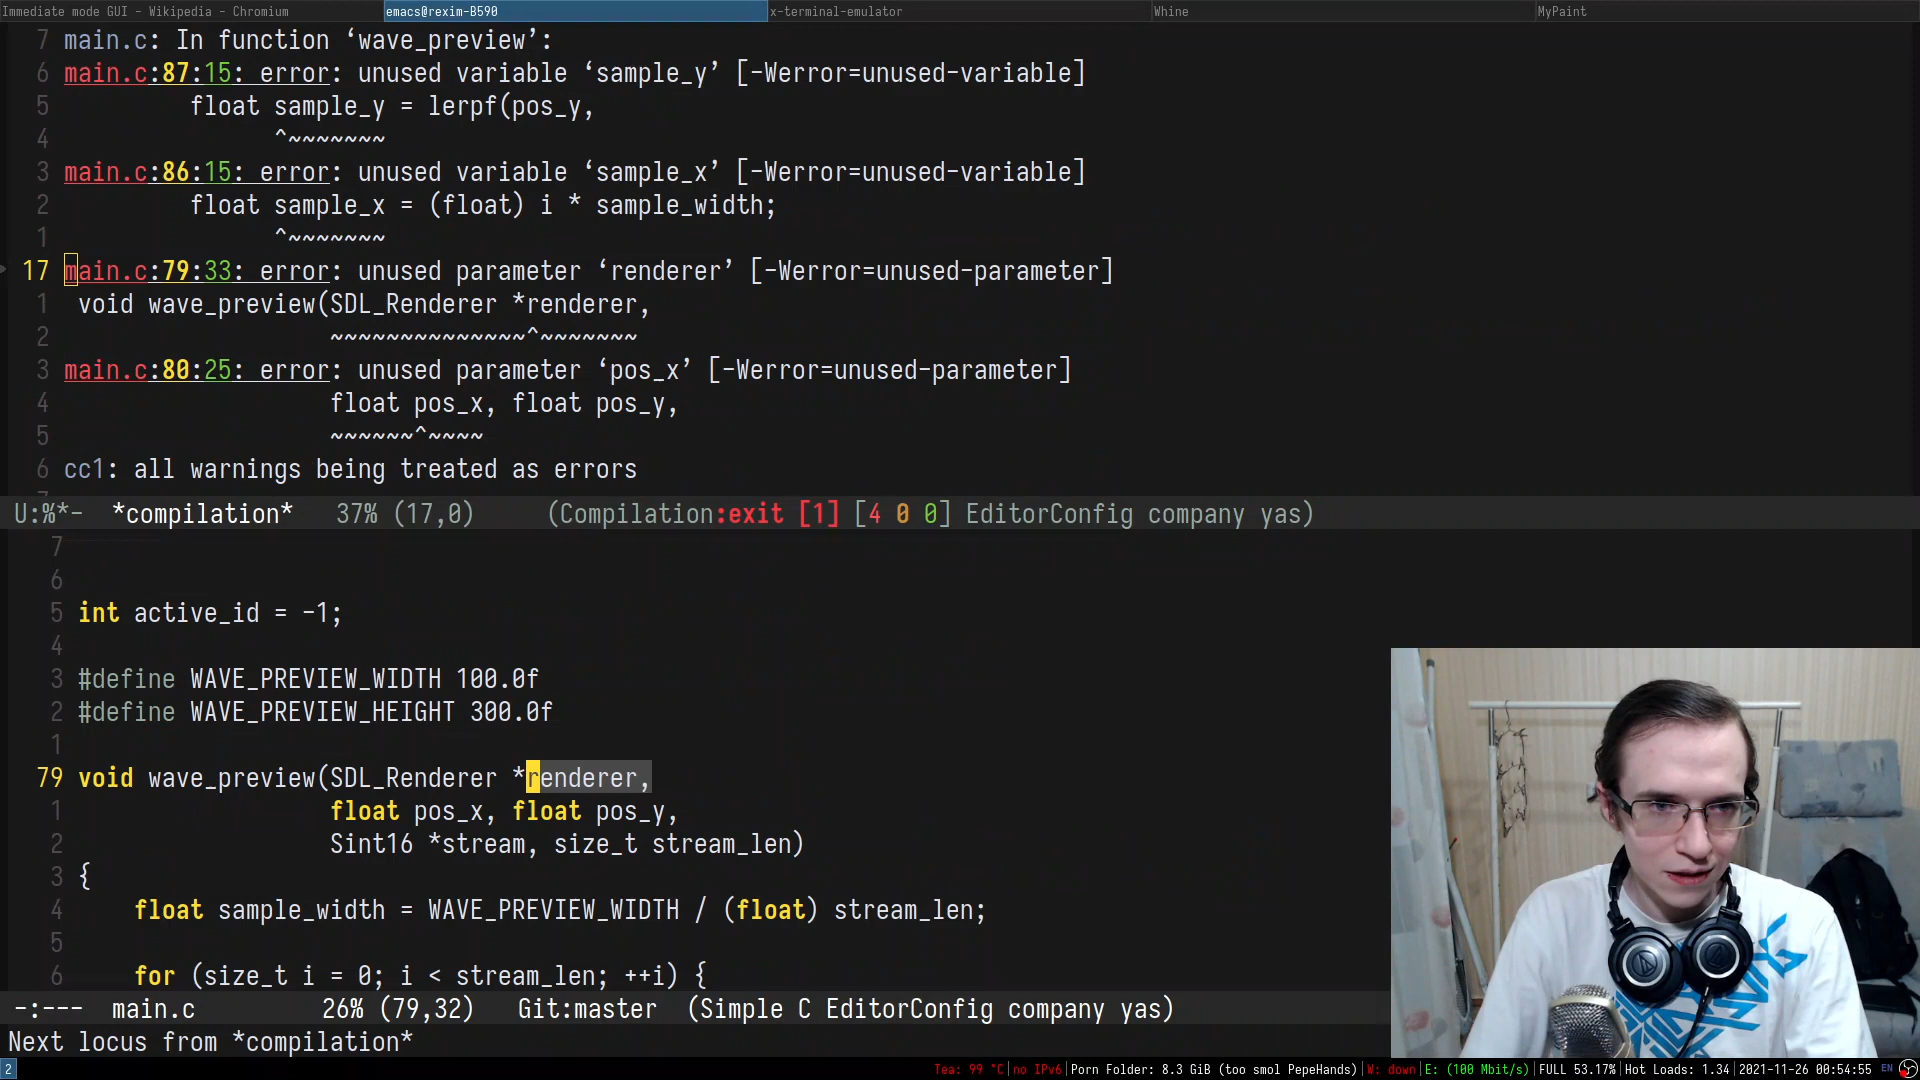 Immediate mode GUI - Wikipedia - Chromium emacs@rexim-B590 x-terminal-emulator Whine MyPaint
7 main.c: In function ‘wave_preview’:
6 main.c:87:15: error: unused variable ‘sample_y’ [-Werror=unused-variable]
5 float sample_y = lerpf(pos_y,
4 ^~~~~~~~
3 main.c:86:15: error: unused variable ‘sample_x’ [-Werror=unused-variable]
2 float sample_x = (float) i * sample_width;
1 ^~~~~~~~
17 main.c:79:33: error: unused parameter ‘renderer’ [-Werror=unused-parameter]
1 void wave_preview(SDL_Renderer *renderer,
2 ~~~~~~~~~~~~~~^~~~~~~~
3 main.c:80:25: error: unused parameter ‘pos_x’ [-Werror=unused-parameter]
4 float pos_x, float pos_y,
5 ~~~~~~^~~~~
6 cc1: all warnings being treated as errors
U:%*- *compilation* 37% (17,0) (Compilation:exit [1] [4 0 0] EditorConfig company yas)
7
6
5 int active_id = -1;
4
3 #define WAVE_PREVIEW_WIDTH 100.0f
2 #define WAVE_PREVIEW_HEIGHT 300.0f
1
79 void wave_preview(SDL_Renderer *renderer,
1 float pos_x, float pos_y,
2 Sint16 *stream, size_t stream_len)
3 {
4 float sample_width = WAVE_PREVIEW_WIDTH / (float) stream_len;
5
6 for (size_t i = 0; i < stream_len; ++i) {
-:--- main.c 26% (79,32) Git:master (Simple C EditorConfig company yas)
Next locus from *compilation*
2 Tea: 99 °C|no IPv6|Porn Folder: 8.3 GiB (too smol PepeHands)|W: down|E: (100 Mbit/s)|FULL 53.17%|Hot Loads: 1.34|2021-11-26 00:54:55 EN